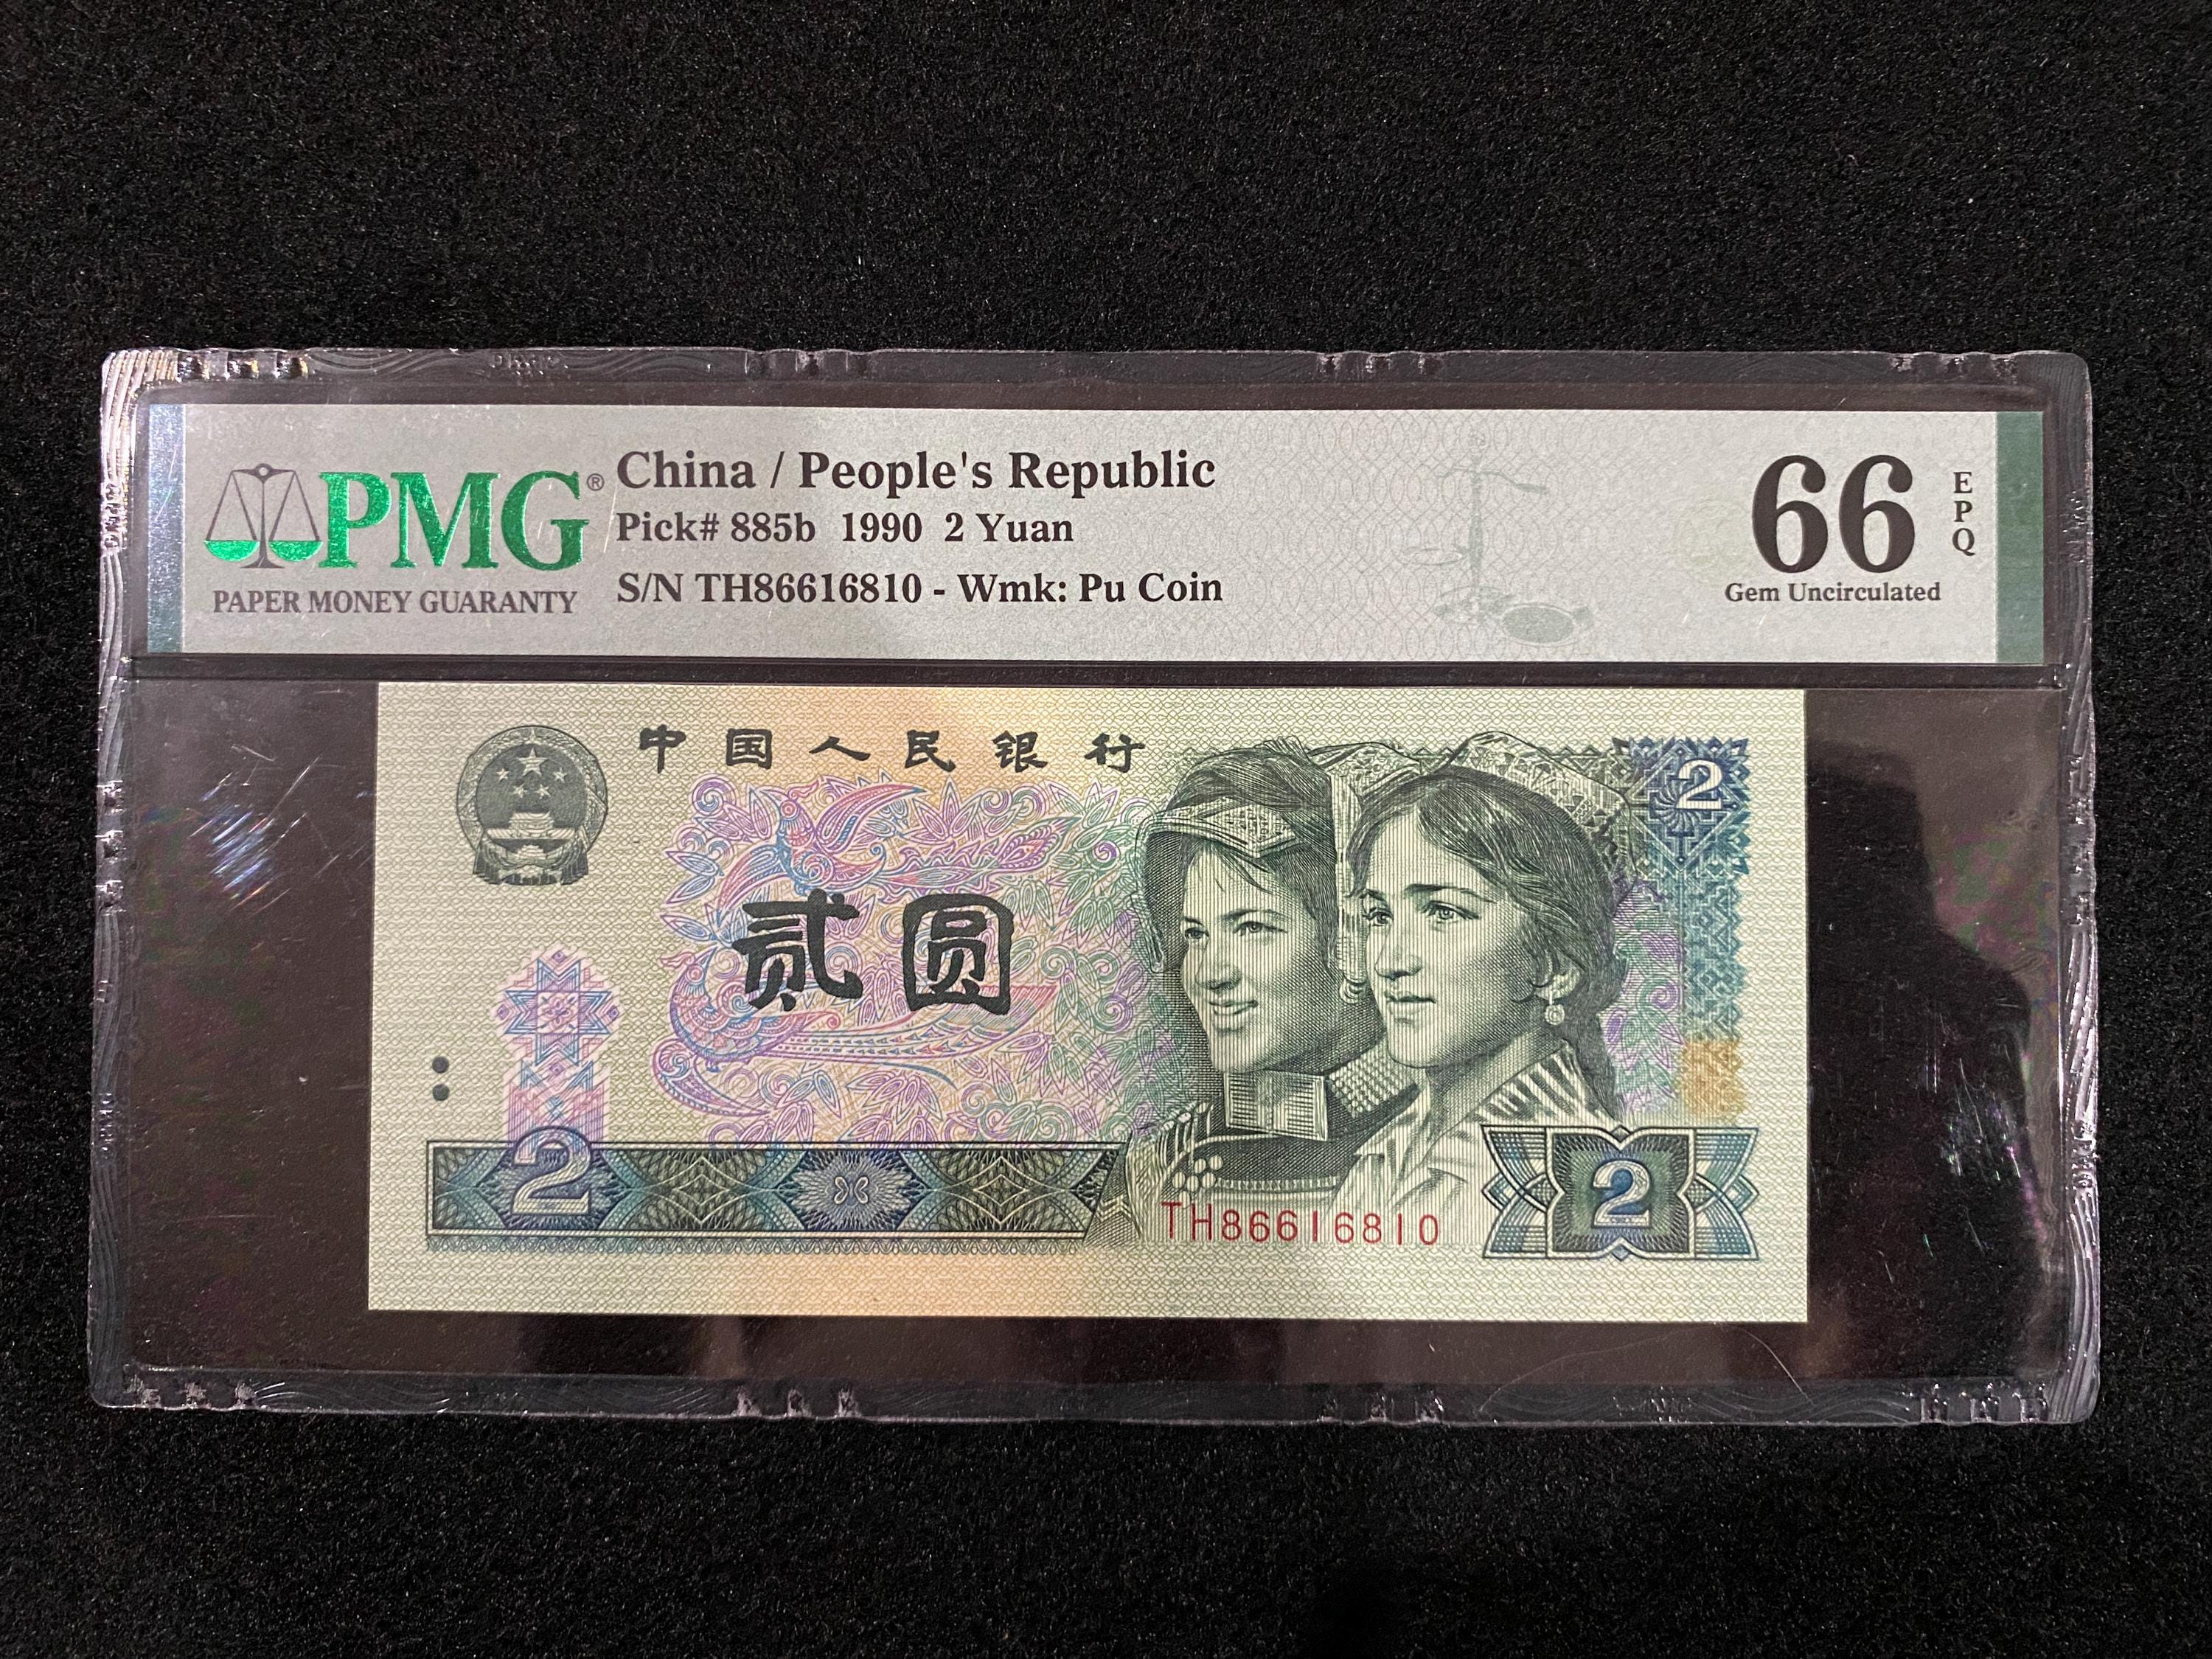 PMG®
PAPER MONEY GUARANTY
China / People's Republic
Pick# 885b 1990 2 Yuan
S/N TH86616810 - Wmk: Pu Coin
66
EPQ
Gem Uncirculated
中国人民银行
2
贰圆
2
TH86616810
2